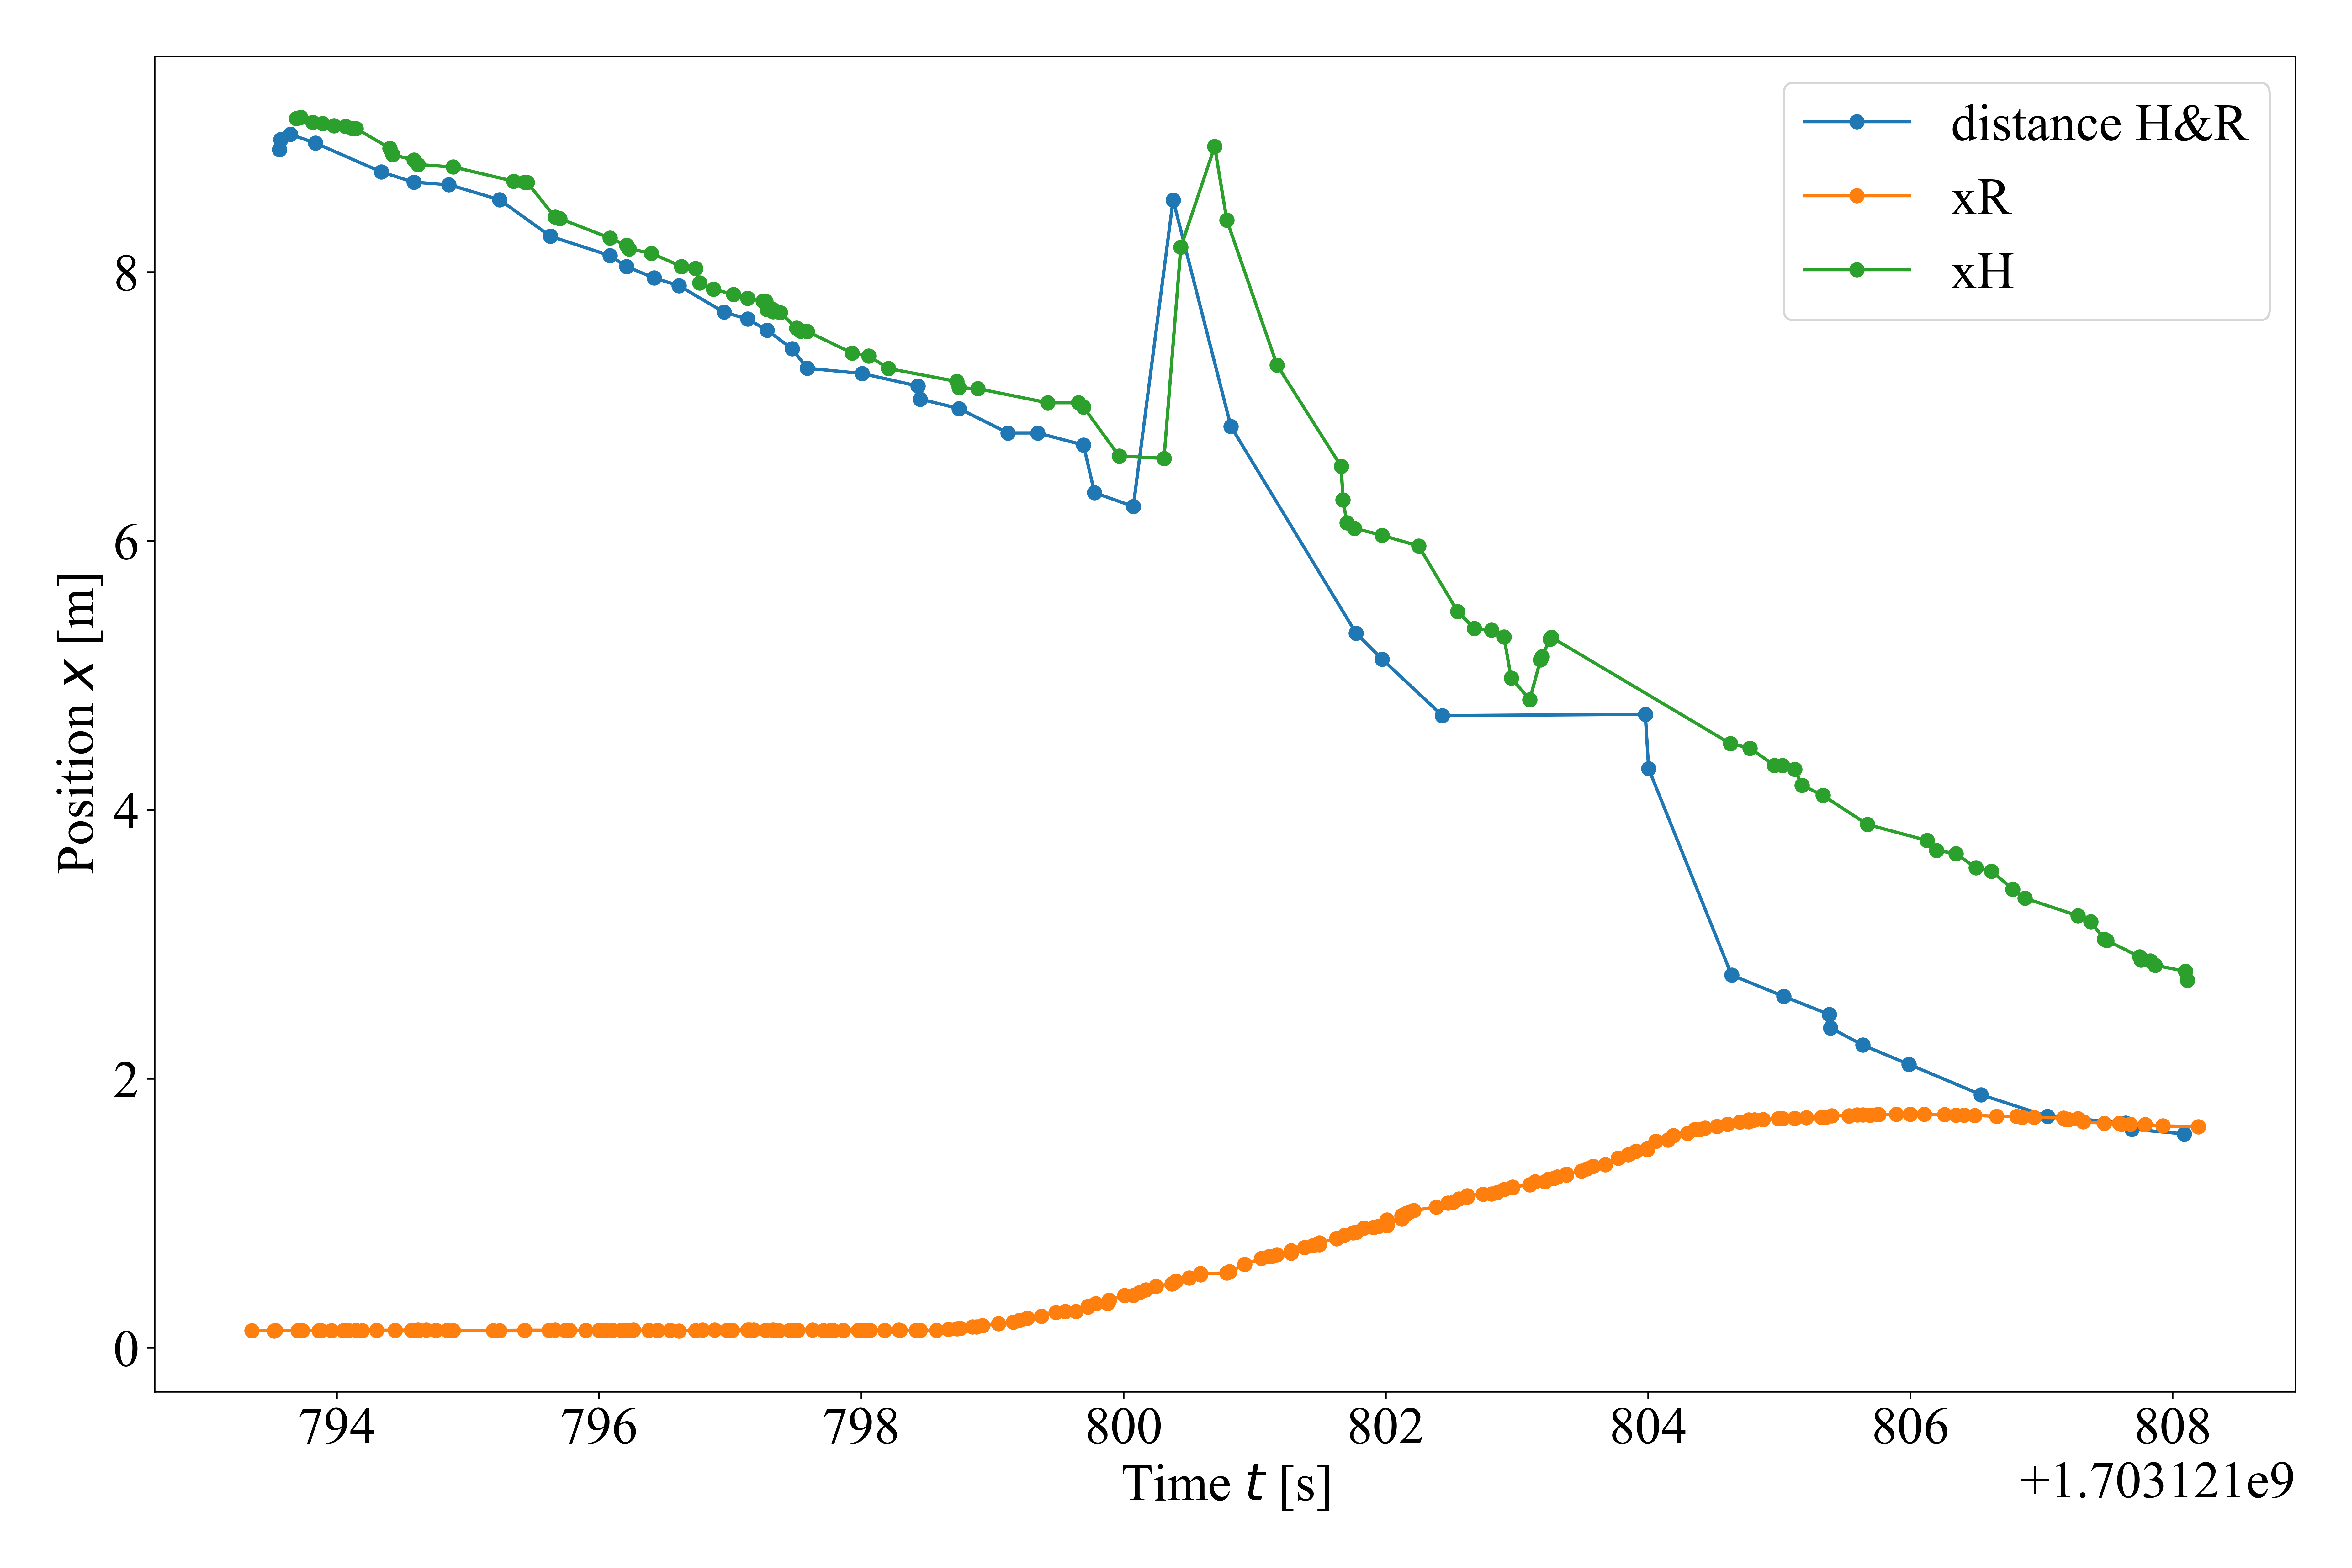 distance H&R
xR
xH
Position x [m]
8
6
4
2
0
794 796 798 800 802 804 806 808
Time t [s]
+1.703121e9